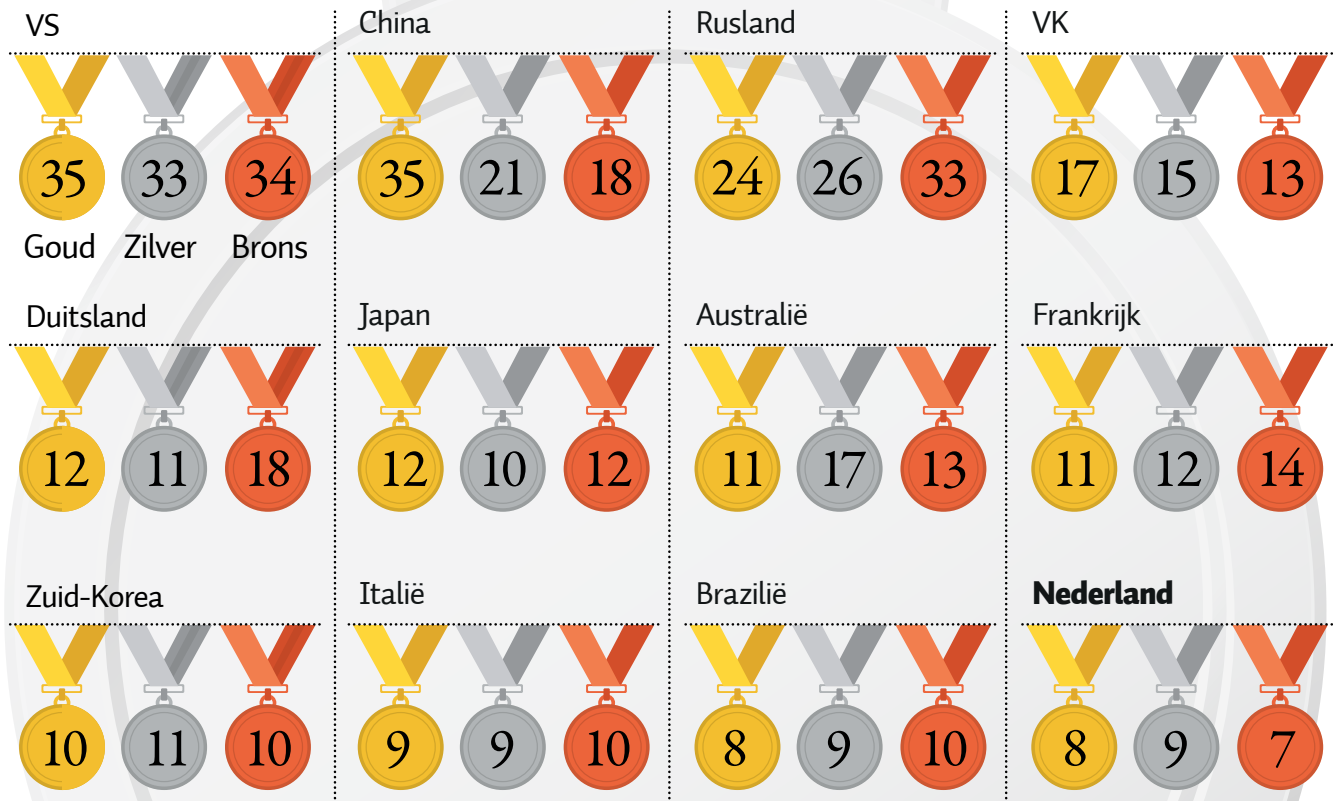 VS China Rusland VK
35 33 34 35 21 18 24 26 33 17 15 13
Goud Zilver Brons
Duitsland Japan Australië Frankrijk
12 11 18 12 10 12 11 17 13 11 12 14
Zuid-Korea Italië Brazilië Nederland
10 11 10 9 9 10 8 9 10 8 9 7